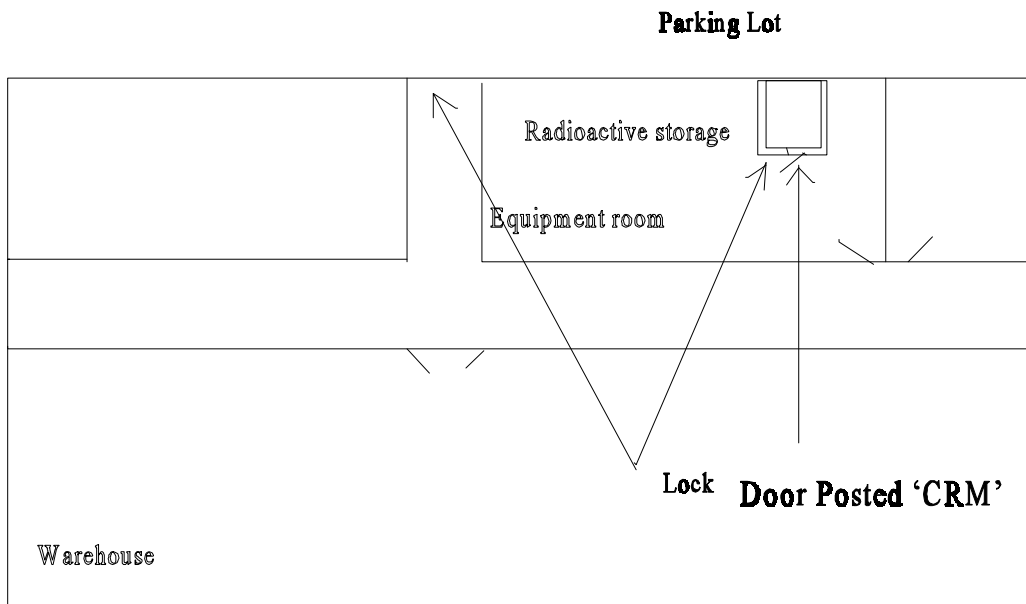 Parking Lot
Radioactive storage
Equipment room
Lock
Door Posted ‘CRM’
Warehouse